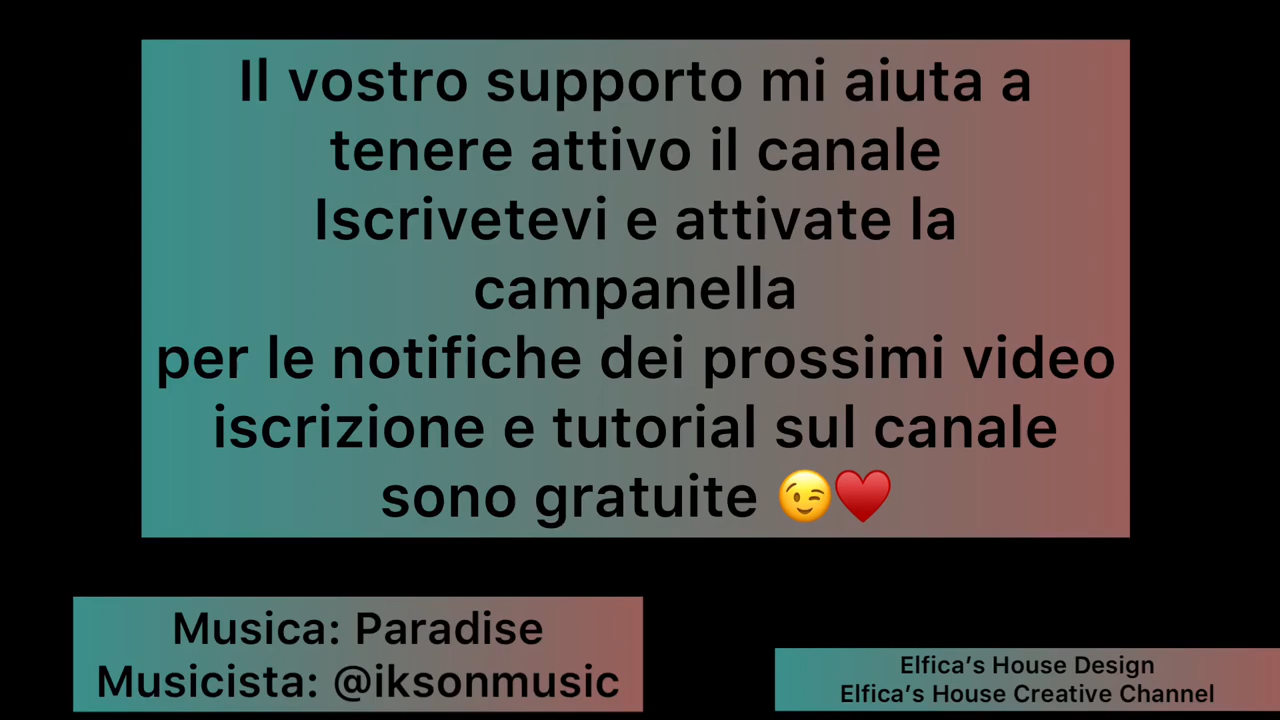 Il vostro supporto mi aiuta a
tenere attivo il canale
Iscrivetevi e attivate la
campanella
per le notifiche dei prossimi video
iscrizione e tutorial sul canale
sono gratuite 😉♥️
Musica: Paradise
Musicista: @iksonmusic
Elfica’s House Design
Elfica’s House Creative Channel